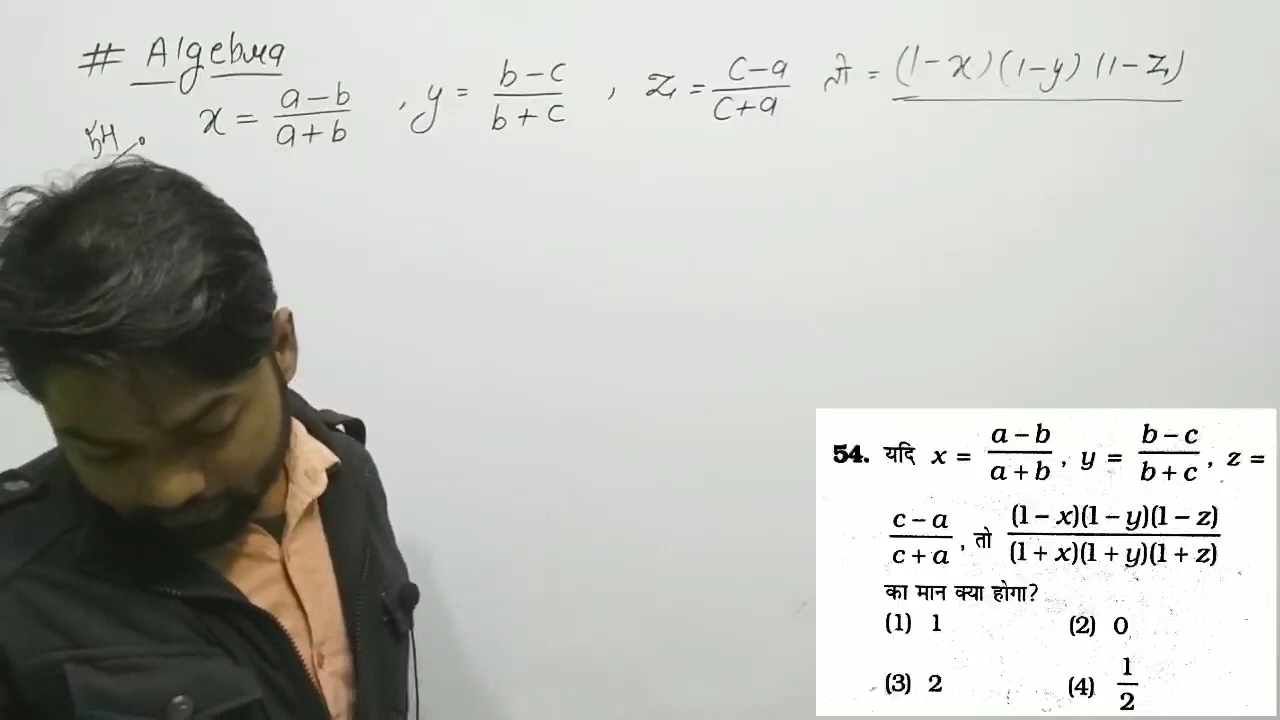 # Algebra
54. x = a-b/a+b , y = b-c/b+c , z = c-a/c+a तो = (1-x)(1-y)(1-z)
54. यदि x = a-b/a+b, y = b-c/b+c, z =
c-a/c+a, तो (1-x)(1-y)(1-z)/(1+x)(1+y)(1+z)
का मान क्या होगा?
(1) 1 (2) 0
(3) 2 (4) 1/2